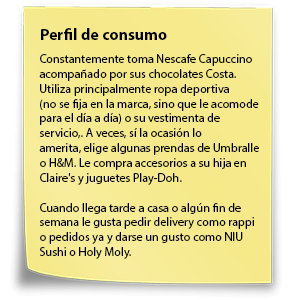 Perfil de consumo
Constantemente toma Nescafe Capuccino
acompañado por sus chocolates Costa.
Utiliza principalmente ropa deportiva
(no se fija en la marca, sino que le acomode
para el día a día) o su vestimenta de
servicio,. A veces, sí la ocasión lo
amerita, elige algunas prendas de Umbralle
o H&M. Le compra accesorios a su hija en
Claire's y juguetes Play-Doh.
Cuando llega tarde a casa o algún fin de
semana le gusta pedir delivery como rappi
o pedidos ya y darse un gusto como NIU
Sushi o Holy Moly.